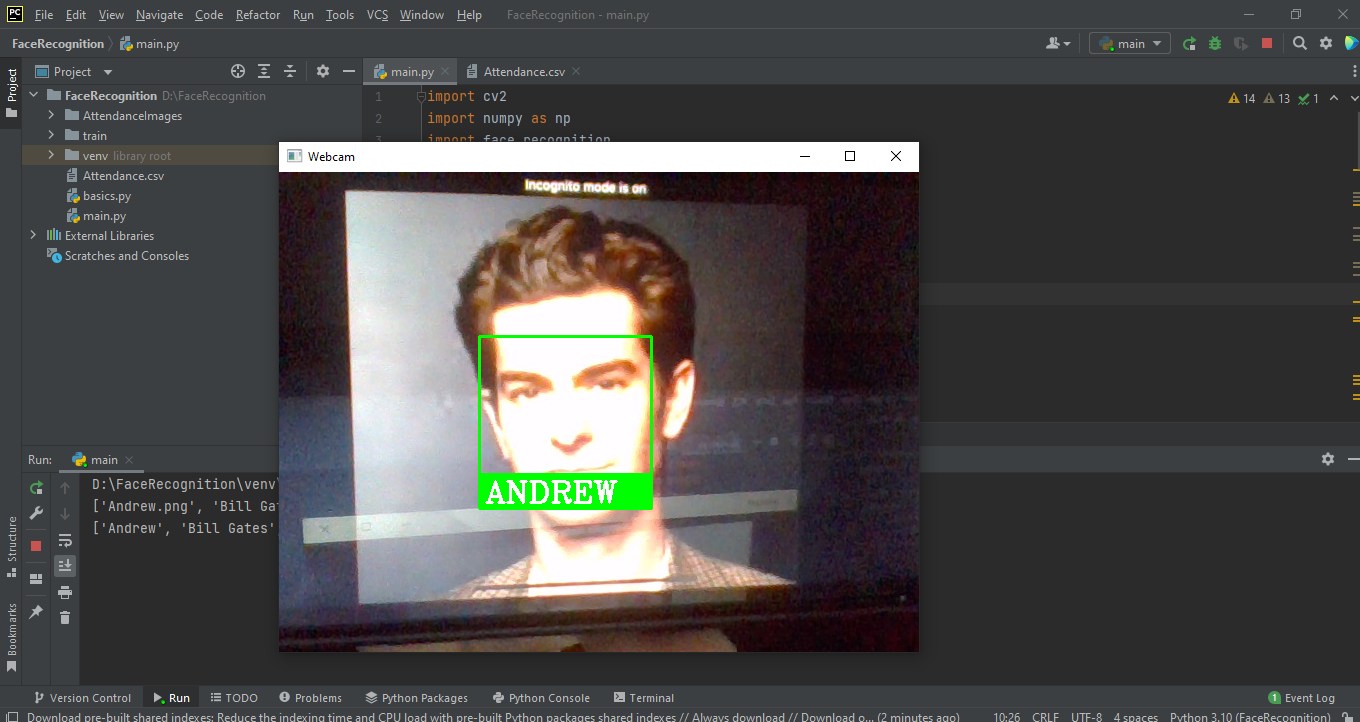 PC File Edit View Navigate Code Refactor Run Tools VCS Window Help FaceRecognition - main.py
FaceRecognition main.py main
Project main.py Attendance.csv
Project
FaceRecognition D:\FaceRecognition
AttendanceImages
train
venv library root
Attendance.csv
basics.py
main.py
External Libraries
Scratches and Consoles
1 import cv2
2 import numpy as np
3 import face_recognition
14 13 1
Webcam
Incognito mode is on
ANDREW
Run: main
D:\FaceRecognition\venv\
['Andrew.png', 'Bill Gat
['Andrew', 'Bill Gates',
Structure
Bookmarks
Version Control Run TODO Problems Python Packages Python Console Terminal 1 Event Log
Download pre-built shared indexes: Reduce the indexing time and CPU load with pre-built Python packages shared indexes // Always download // Download o... (2 minutes ago) 10:26 CRLF UTF-8 4 spaces Python 3.10 (FaceRecognition)